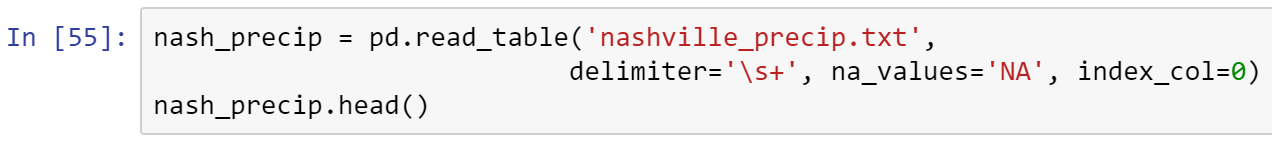 In [55]: nash_precip = pd.read_table('nashville_precip.txt',
delimiter='\s+', na_values='NA', index_col=0)
nash_precip.head()